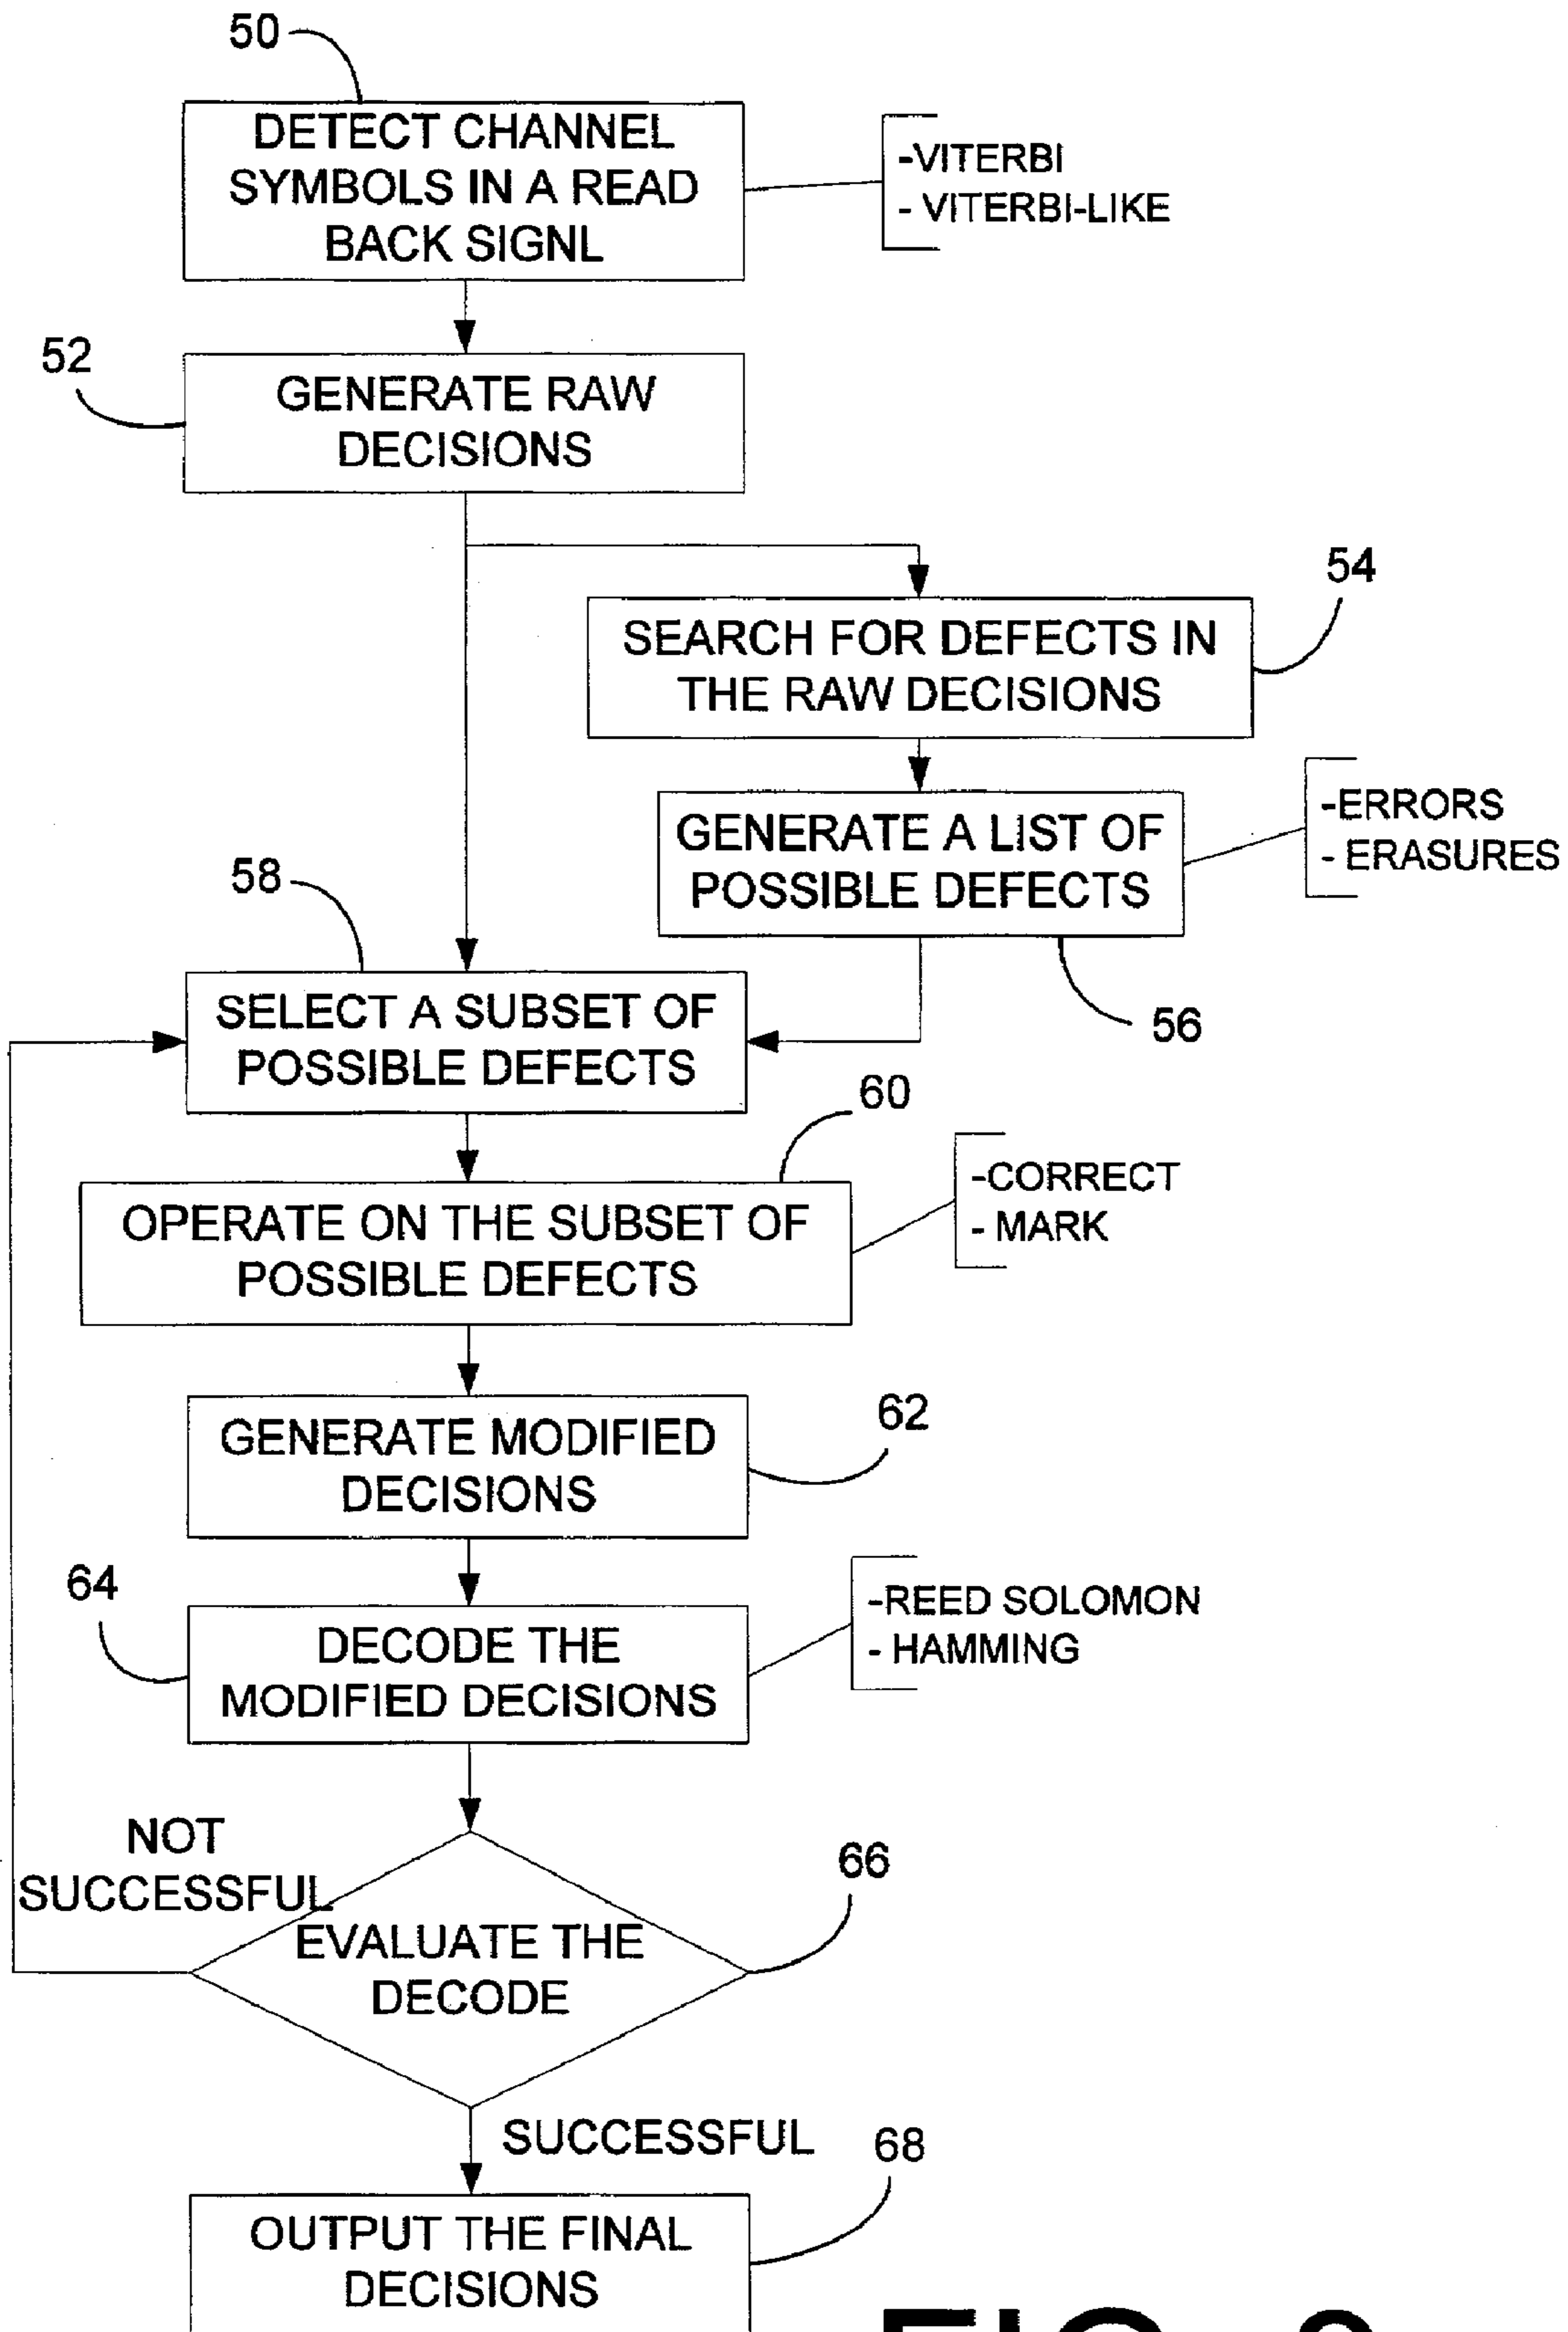 50
DETECT CHANNEL
SYMBOLS IN A READ
BACK SIGNL
-VITERBI
- VITERBI-LIKE
52
GENERATE RAW
DECISIONS
54
SEARCH FOR DEFECTS IN
THE RAW DECISIONS
GENERATE A LIST OF
POSSIBLE DEFECTS
-ERRORS
- ERASURES
56
58
SELECT A SUBSET OF
POSSIBLE DEFECTS
60
OPERATE ON THE SUBSET OF
POSSIBLE DEFECTS
-CORRECT
- MARK
62
GENERATE MODIFIED
DECISIONS
64
DECODE THE
MODIFIED DECISIONS
-REED SOLOMON
- HAMMING
NOT
SUCCESSFUL
66
EVALUATE THE
DECODE
SUCCESSFUL
68
OUTPUT THE FINAL
DECISIONS
FIG.